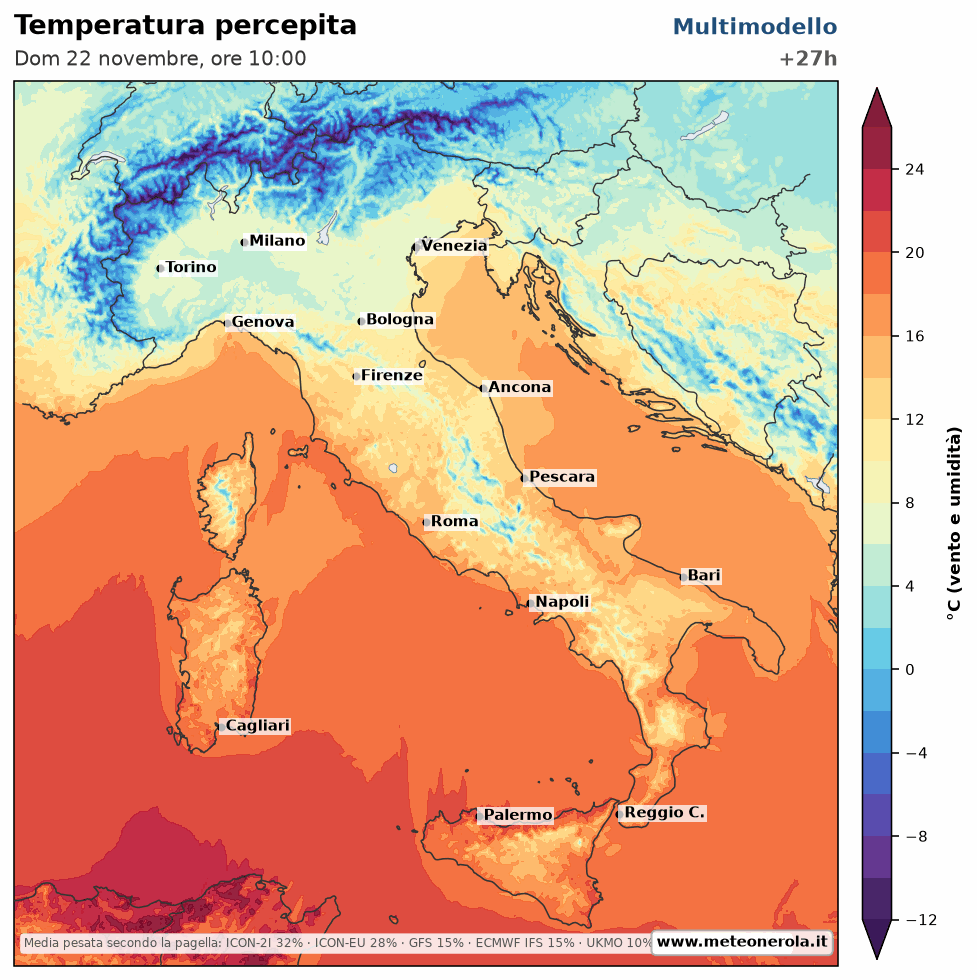 Temperatura percepita
Multimodello
Dom 22 novembre, ore 10:00
+27h
Milano
Venezia
Torino
Genova
Bologna
Firenze
Ancona
Pescara
Roma
Bari
Napoli
Cagliari
Palermo
Reggio C.
24
20
16
12
8
4
0
−4
−8
−12
°C (vento e umidità)
Media pesata secondo la pagella: ICON-2I 32% · ICON-EU 28% · GFS 15% · ECMWF IFS 15% · UKMO 10%
www.meteonerola.it